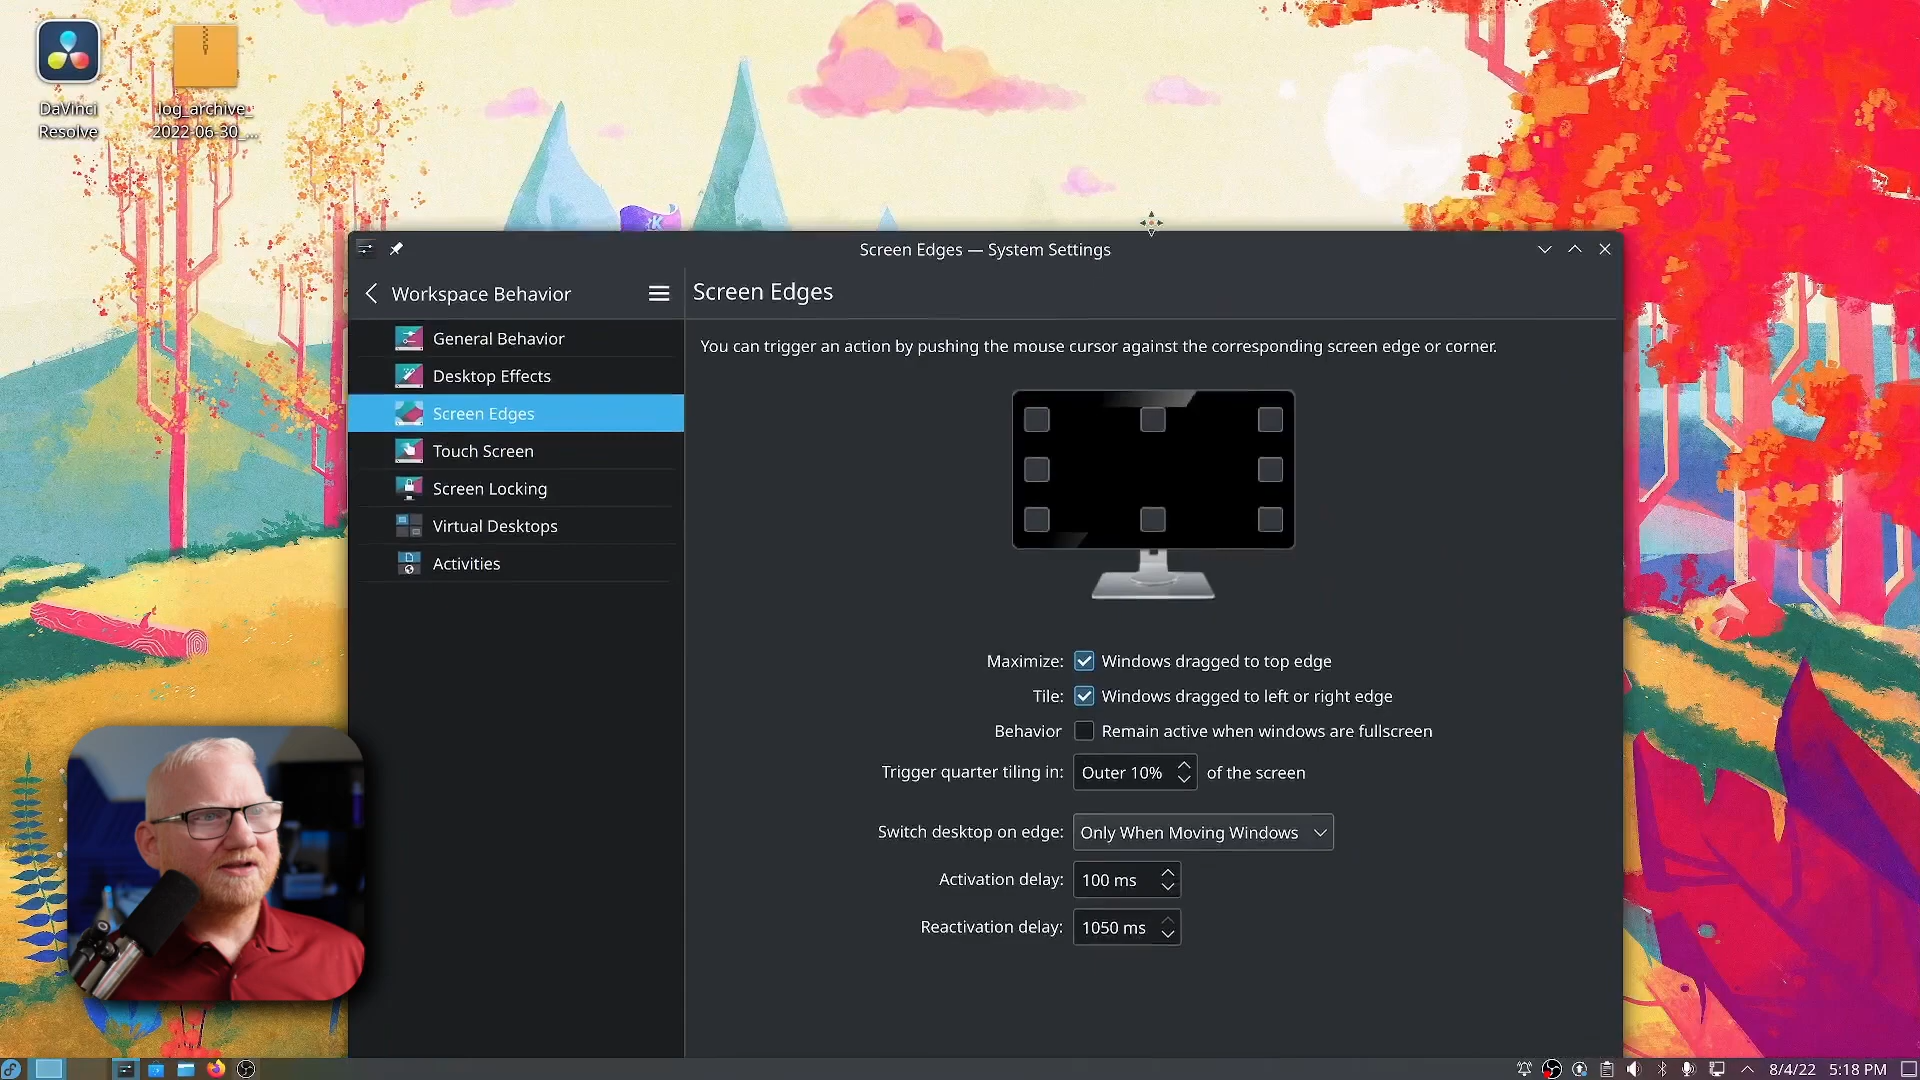 DaVinci
Resolve
log_archive_
2022-06-30_...
Screen Edges — System Settings
Workspace Behavior
Screen Edges
General Behavior
Desktop Effects
Screen Edges
Touch Screen
Screen Locking
Virtual Desktops
Activities
You can trigger an action by pushing the mouse cursor against the corresponding screen edge or corner.
Maximize: Windows dragged to top edge
Tile: Windows dragged to left or right edge
Behavior Remain active when windows are fullscreen
Trigger quarter tiling in: Outer 10% of the screen
Switch desktop on edge: Only When Moving Windows
Activation delay: 100 ms
Reactivation delay: 1050 ms
8/4/22 5:18 PM